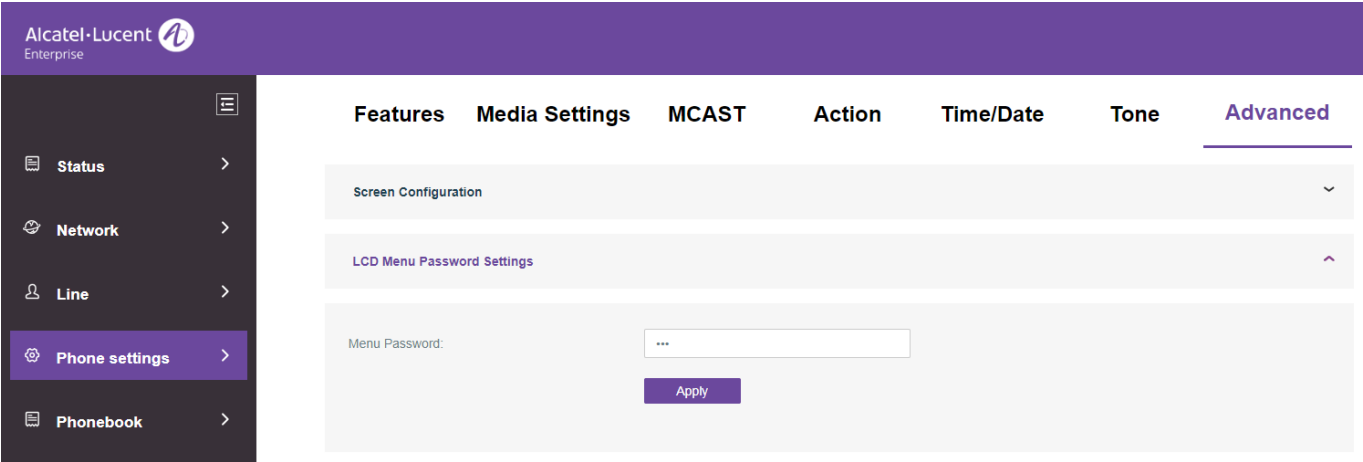 Alcatel·Lucent
Enterprise
Features Media Settings MCAST Action Time/Date Tone Advanced
Status
Network
Line
Phone settings
Phonebook
Screen Configuration
LCD Menu Password Settings
Menu Password: •••
Apply